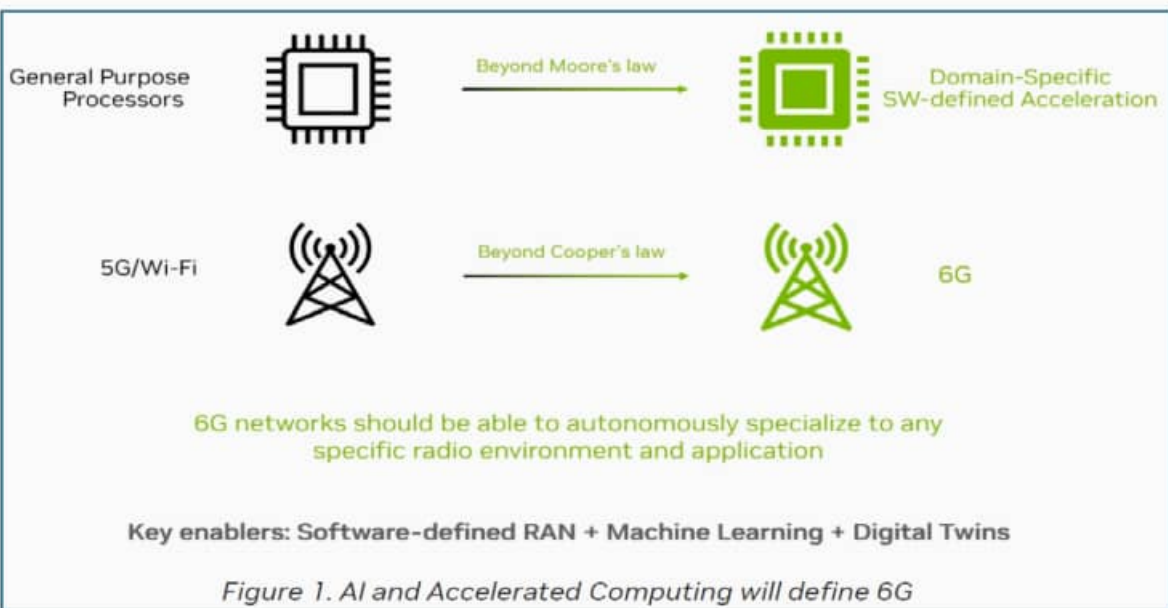 General Purpose
Processors
Beyond Moore's law
Domain-Specific
SW-defined Acceleration
5G/Wi-Fi
Beyond Cooper's law
6G
6G networks should be able to autonomously specialize to any
specific radio environment and application
Key enablers: Software-defined RAN + Machine Learning + Digital Twins
Figure 1. AI and Accelerated Computing will define 6G